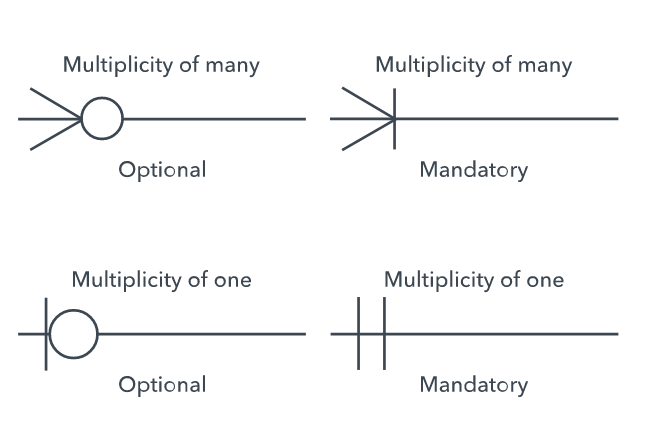 Multiplicity of many
Multiplicity of many
Optional
Mandatory
Multiplicity of one
Multiplicity of one
Optional
Mandatory